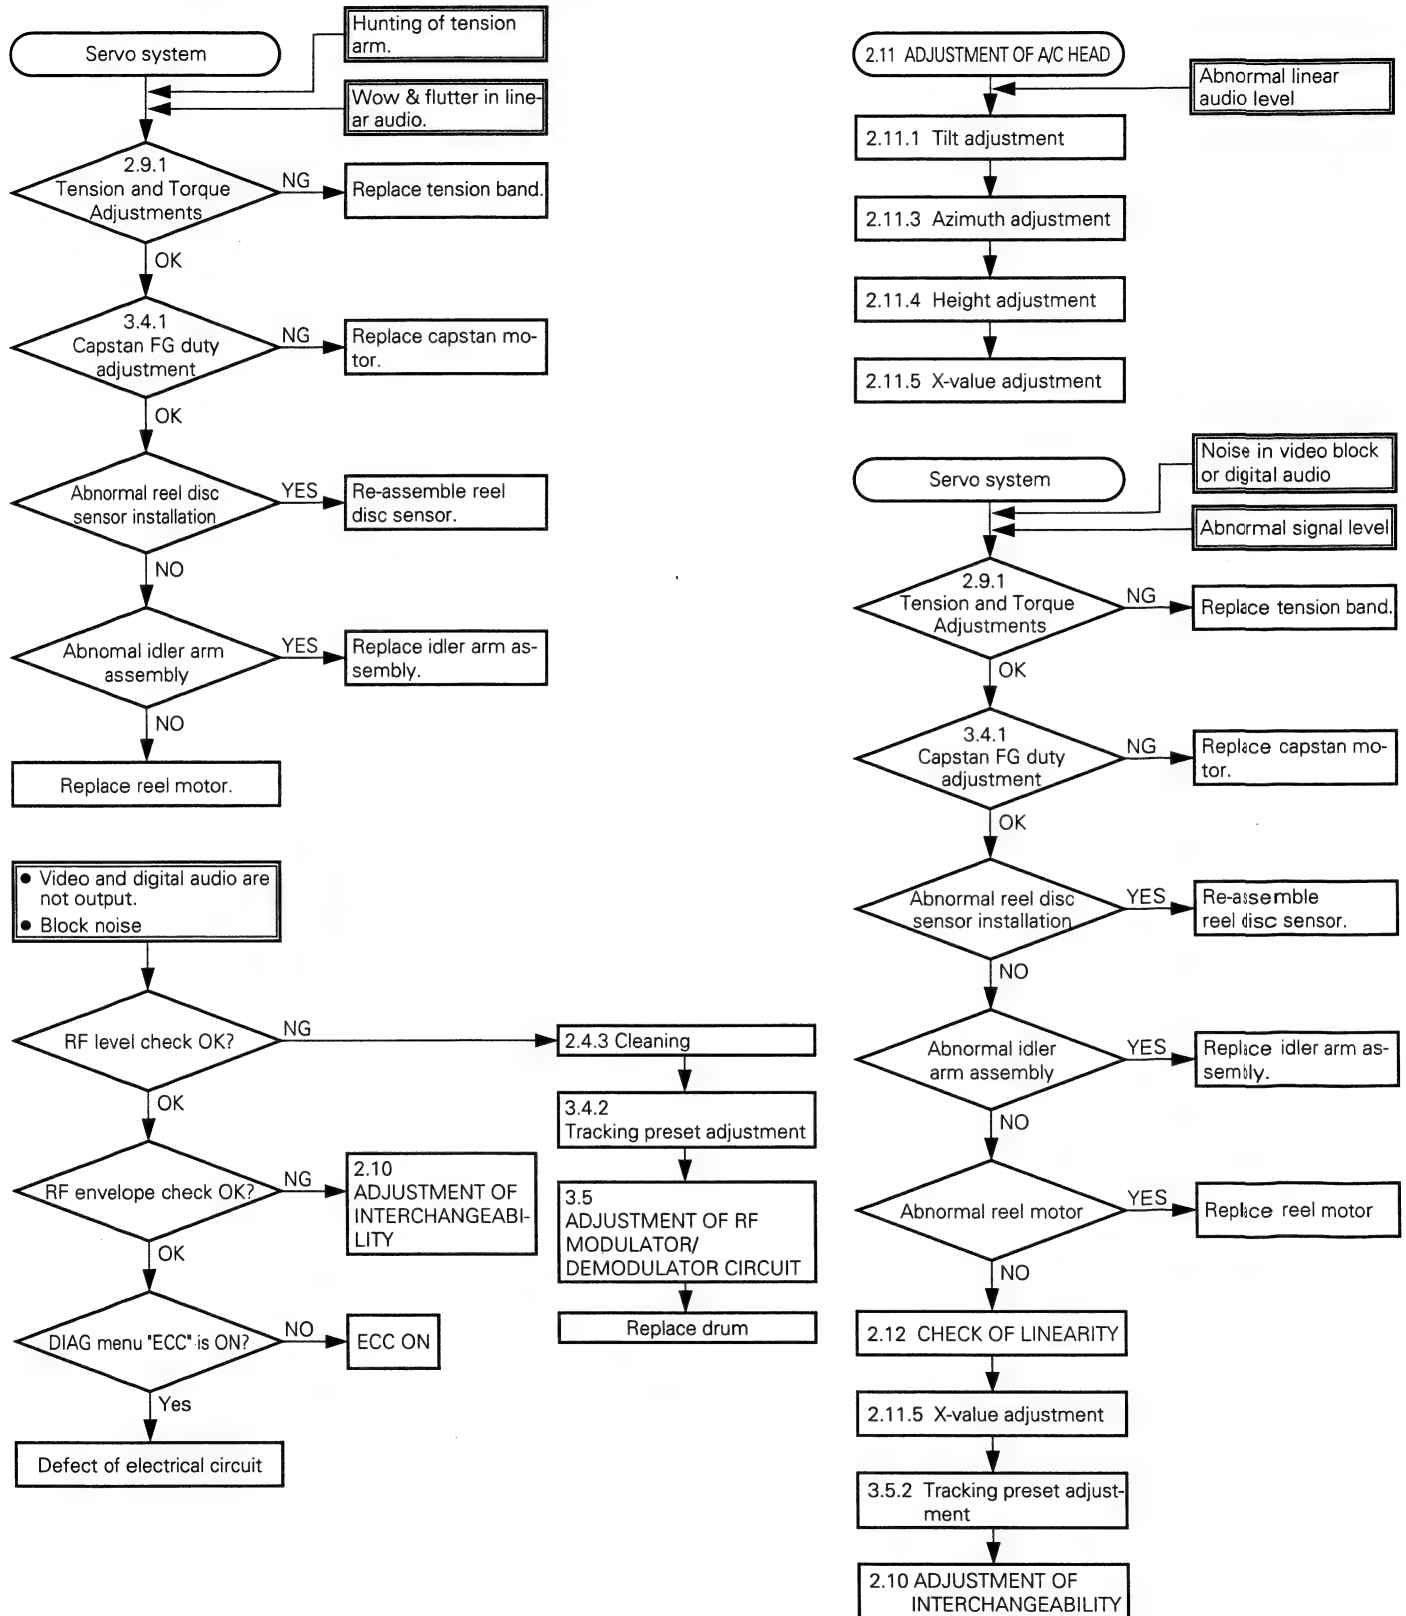 Servo system
Hunting of tension
arm.
Wow & flutter in line-
ar audio.
2.9.1
Tension and Torque
Adjustments
NG
Replace tension band.
OK
3.4.1
Capstan FG duty
adjustment
NG
Replace capstan mo-
tor.
OK
Abnormal reel disc
sensor installation
YES
Re-assemble reel
disc sensor.
NO
Abnomal idler arm
assembly
YES
Replace idler arm as-
sembly.
NO
Replace reel motor.
● Video and digital audio are
not output.
● Block noise
RF level check OK?
NG
2.4.3 Cleaning
3.4.2
Tracking preset adjustment
3.5
ADJUSTMENT OF RF
MODULATOR/
DEMODULATOR CIRCUIT
Replace drum
OK
RF envelope check OK?
NG
2.10
ADJUSTMENT OF
INTERCHANGEABI-
LITY
OK
DIAG menu "ECC" is ON?
NO
ECC ON
Yes
Defect of electrical circuit
2.11 ADJUSTMENT OF A/C HEAD
Abnormal linear
audio level
2.11.1 Tilt adjustment
2.11.3 Azimuth adjustment
2.11.4 Height adjustment
2.11.5 X-value adjustment
Servo system
Noise in video block
or digital audio
Abnormal signal level
2.9.1
Tension and Torque
Adjustments
NG
Replace tension band.
OK
3.4.1
Capstan FG duty
adjustment
NG
Replace capstan mo-
tor.
OK
Abnormal reel disc
sensor installation
YES
Re-assemble
reel disc sensor.
NO
Abnormal idler
arm assembly
YES
Replace idler arm as-
sembly.
NO
Abnormal reel motor
YES
Replace reel motor
NO
2.12 CHECK OF LINEARITY
2.11.5 X-value adjustment
3.5.2 Tracking preset adjust-
ment
2.10 ADJUSTMENT OF
INTERCHANGEABILITY